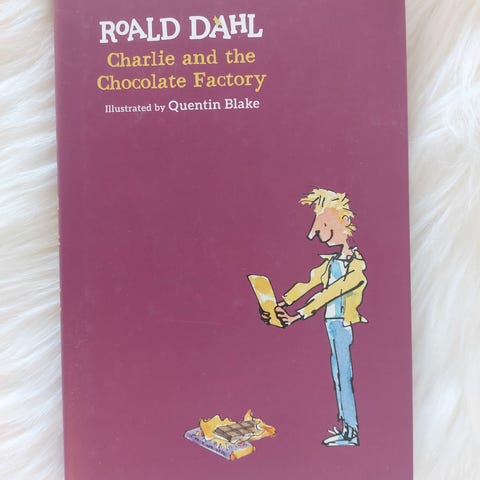 ROALD DAHL
Charlie and the
Chocolate Factory
Illustrated by Quentin Blake